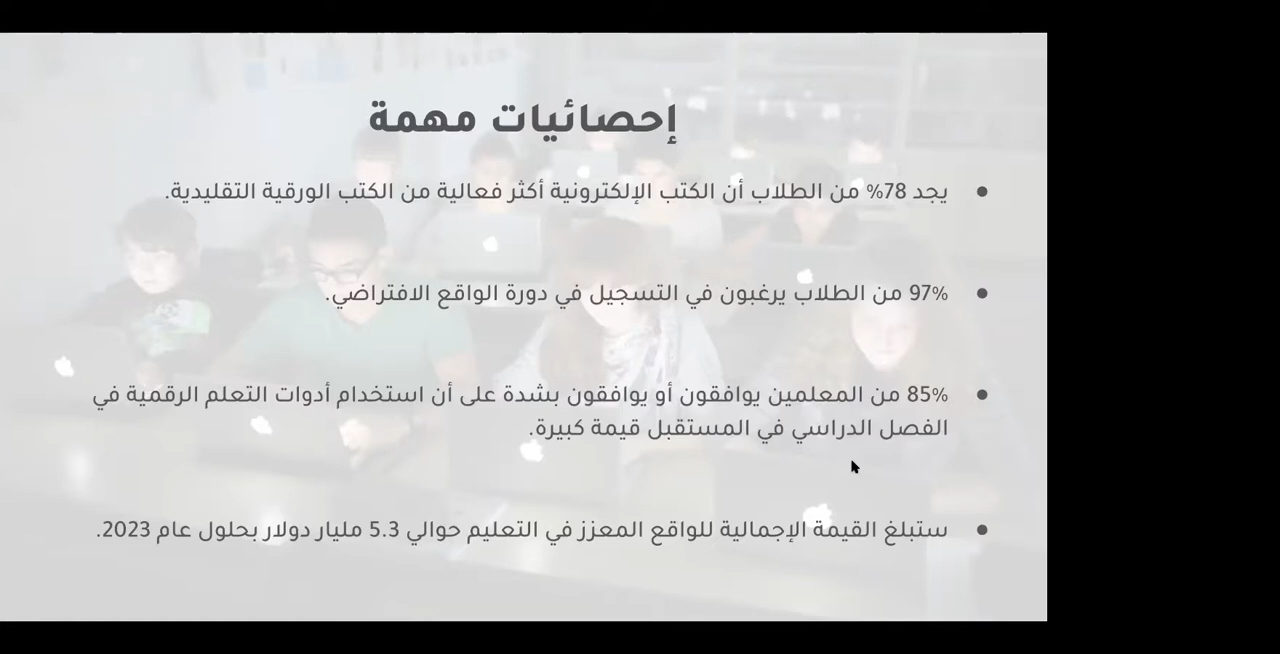 إحصائيات مهمة
يجد 78% من الطلاب أن الكتب الإلكترونية أكثر فعالية من الكتب الورقية التقليدية.
97% من الطلاب يرغبون في التسجيل في دورة الواقع الافتراضي.
85% من المعلمين يوافقون أو يوافقون بشدة على أن استخدام أدوات التعلم الرقمية في
الفصل الدراسي في المستقبل قيمة كبيرة.
ستبلغ القيمة الإجمالية للواقع المعزز في التعليم حوالي 5.3 مليار دولار بحلول عام 2023.